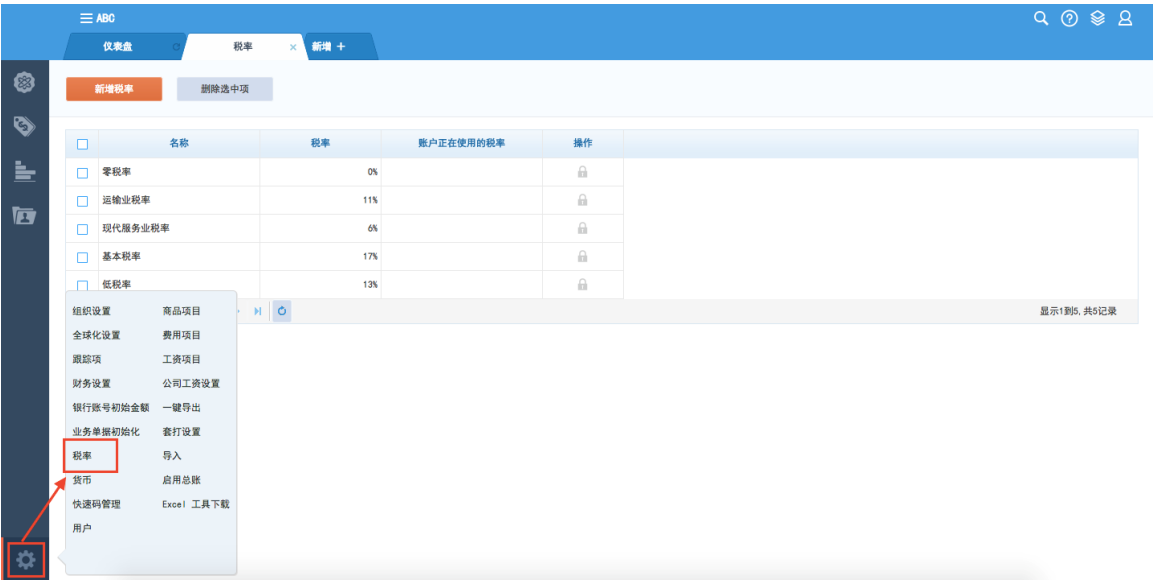 ABC
仪表盘 税率 × 新增 +
新增税率 删除选中项
名称 税率 账户正在使用的税率 操作
零税率 0%
运输业税率 11%
现代服务业税率 6%
基本税率 17%
低税率 13%
显示1到5, 共5记录
组织设置 商品项目
全球化设置 费用项目
跟踪项 工资项目
财务设置 公司工资设置
银行账号初始金额 一键导出
业务单据初始化 套打设置
税率 导入
货币 启用总账
快速码管理 Excel 工具下载
用户